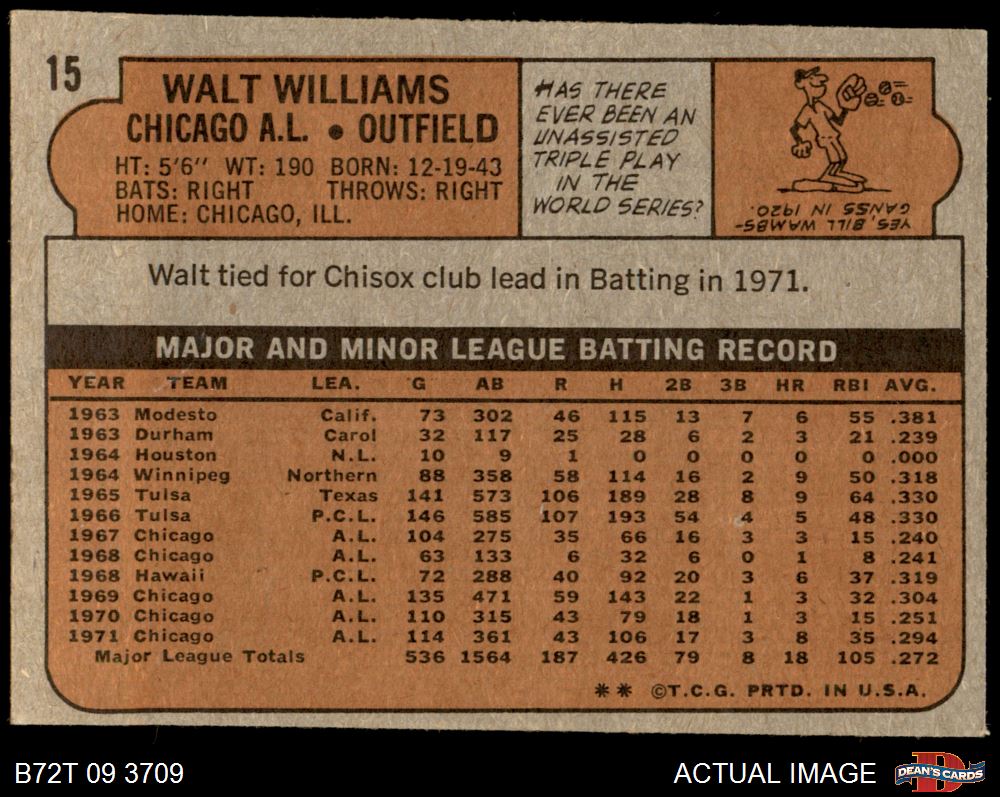 15
WALT WILLIAMS
CHICAGO A.L. • OUTFIELD
HT: 5'6" WT: 190 BORN: 12-19-43
BATS: RIGHT THROWS: RIGHT
HOME: CHICAGO, ILL.
HAS THERE
EVER BEEN AN
UNASSISTED
TRIPLE PLAY
IN THE
WORLD SERIES?
YES, BILL WAMBS-
GANSS IN 1920.
Walt tied for Chisox club lead in Batting in 1971.
MAJOR AND MINOR LEAGUE BATTING RECORD
YEAR TEAM LEA. G AB R H 2B 3B HR RBI AVG.
1963 Modesto Calif. 73 302 46 115 13 7 6 55 .381
1963 Durham Carol 32 117 25 28 6 2 3 21 .239
1964 Houston N.L. 10 9 1 0 0 0 0 0 .000
1964 Winnipeg Northern 88 358 58 114 16 2 9 50 .318
1965 Tulsa Texas 141 573 106 189 28 8 9 64 .330
1966 Tulsa P.C.L. 146 585 107 193 54 4 5 48 .330
1967 Chicago A.L. 104 275 35 66 16 3 3 15 .240
1968 Chicago A.L. 63 133 6 32 6 0 1 8 .241
1968 Hawaii P.C.L. 72 288 40 92 20 3 6 37 .319
1969 Chicago A.L. 135 471 59 143 22 1 3 32 .304
1970 Chicago A.L. 110 315 43 79 18 1 3 15 .251
1971 Chicago A.L. 114 361 43 106 17 3 8 35 .294
Major League Totals 536 1564 187 426 79 8 18 105 .272
** ©T.C.G. PRTD. IN U.S.A.
B72T 09 3709
ACTUAL IMAGE
DEAN'S CARDS